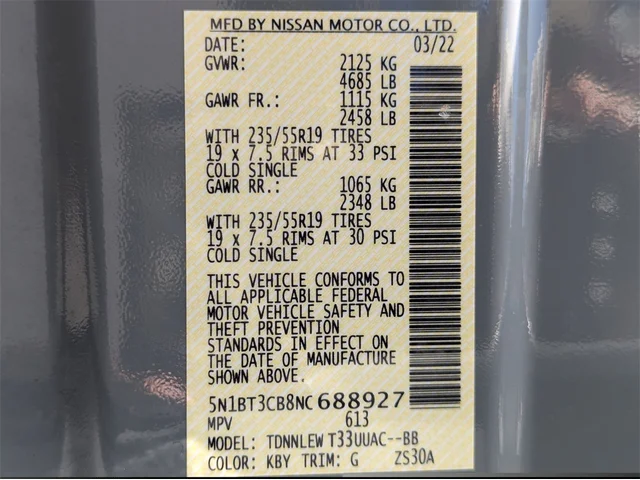 MFD BY NISSAN MOTOR CO., LTD.
DATE: 03/22
GVWR: 2125 KG
4685 LB
GAWR FR.: 1115 KG
2458 LB
WITH 235/55R19 TIRES
19 x 7.5 RIMS AT 33 PSI
COLD SINGLE
GAWR RR.: 1065 KG
2348 LB
WITH 235/55R19 TIRES
19 x 7.5 RIMS AT 30 PSI
COLD SINGLE
THIS VEHICLE CONFORMS TO
ALL APPLICABLE FEDERAL
MOTOR VEHICLE SAFETY AND
THEFT PREVENTION
STANDARDS IN EFFECT ON
THE DATE OF MANUFACTURE
SHOWN ABOVE.
5N1BT3CB8NC 688927
MPV 613
MODEL: TDNNLEW T33UUAC--BB
COLOR: KBY TRIM: G ZS30A